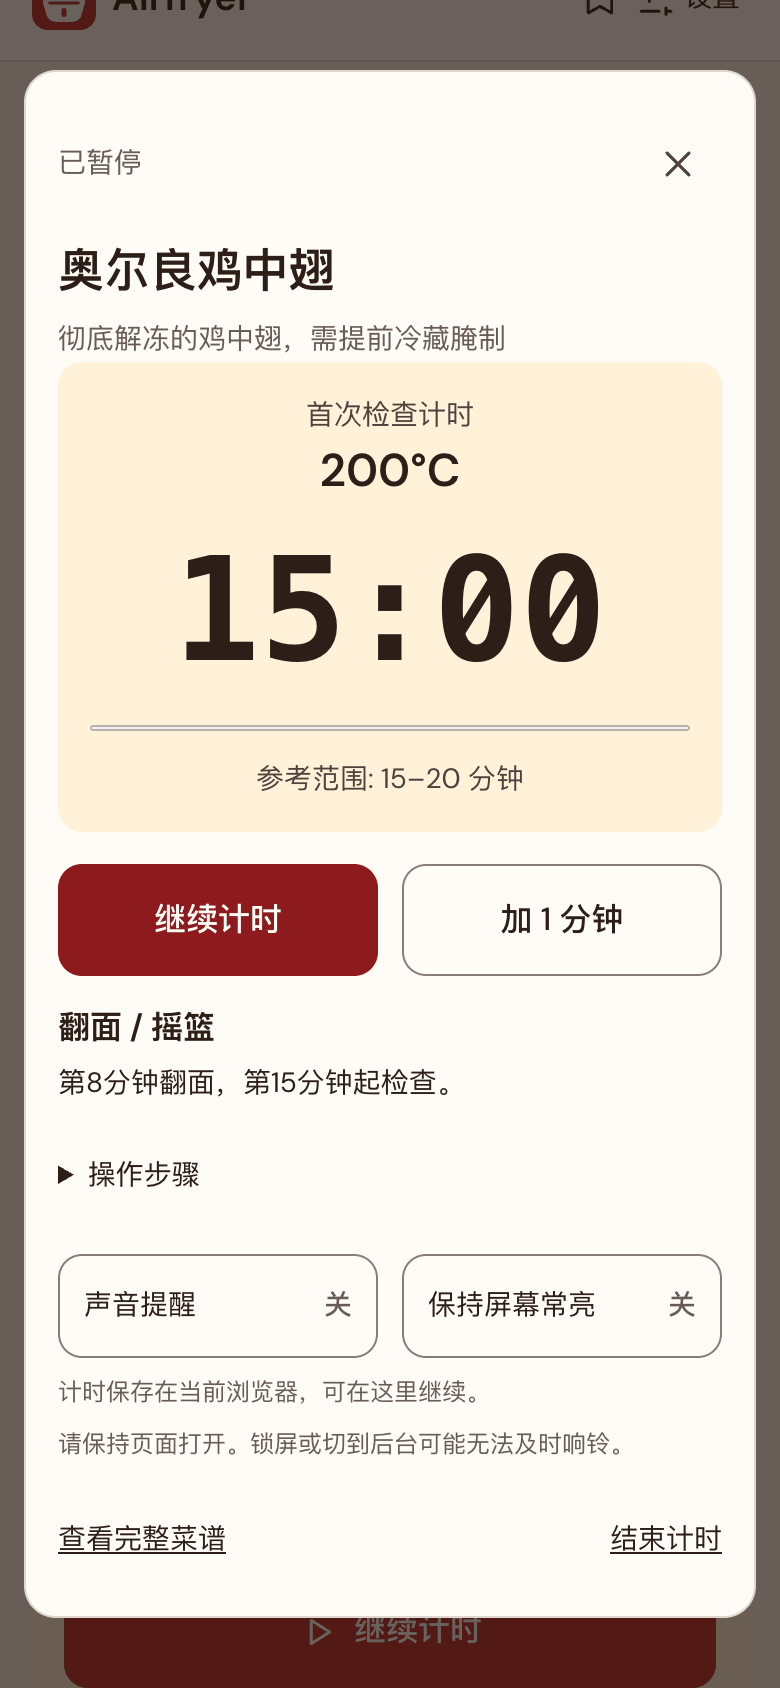 AirFryer
设置
已暂停
奥尔良鸡中翅
彻底解冻的鸡中翅，需提前冷藏腌制
首次检查计时
200°C
15:00
参考范围: 15–20 分钟
继续计时
加 1 分钟
翻面 / 摇篮
第8分钟翻面，第15分钟起检查。
操作步骤
声音提醒 关
保持屏幕常亮 关
计时保存在当前浏览器，可在这里继续。
请保持页面打开。锁屏或切到后台可能无法及时响铃。
查看完整菜谱
结束计时
继续计时